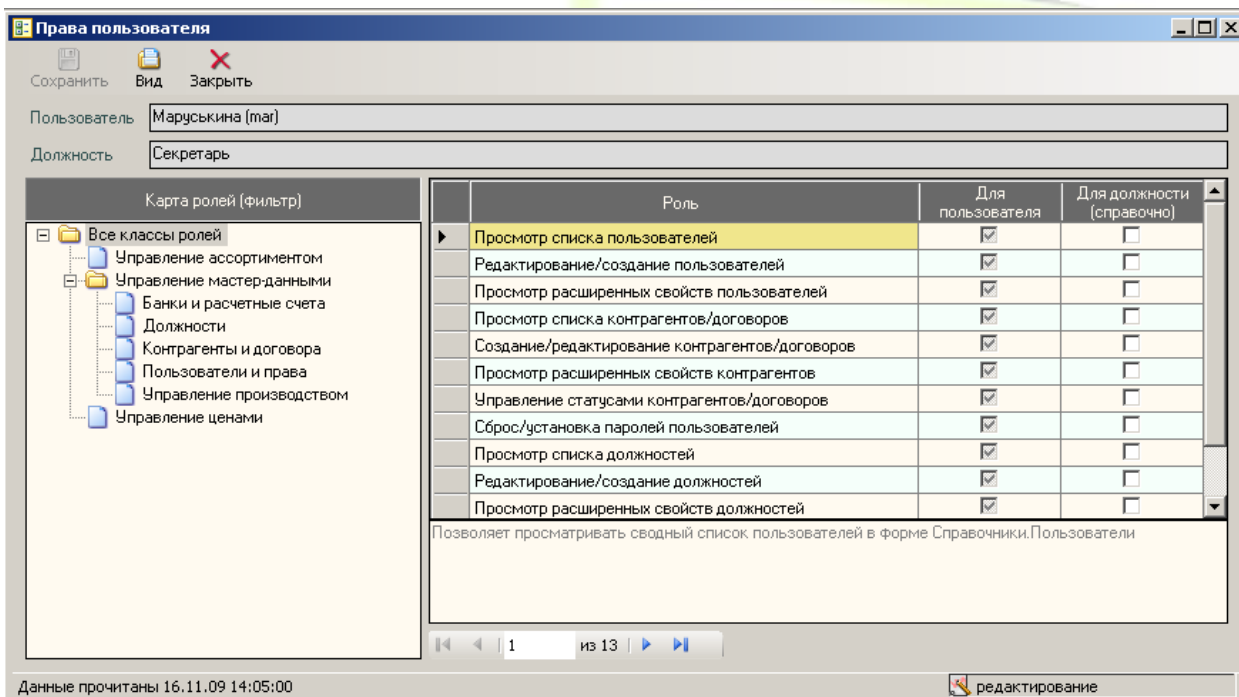 Права пользователя
Сохранить Вид Закрыть
Пользователь Маруськина (mar)
Должность Секретарь
Карта ролей (фильтр)
Все классы ролей
Управление ассортиментом
Управление мастер-данными
Банки и расчетные счета
Должности
Контрагенты и договора
Пользователи и права
Управление производством
Управление ценами
Роль Для пользователя Для должности (справочно)
Просмотр списка пользователей
Редактирование/создание пользователей
Просмотр расширенных свойств пользователей
Просмотр списка контрагентов/договоров
Создание/редактирование контрагентов/договоров
Просмотр расширенных свойств контрагентов
Управление статусами контрагентов/договоров
Сброс/установка паролей пользователей
Просмотр списка должностей
Редактирование/создание должностей
Просмотр расширенных свойств должностей
Позволяет просматривать сводный список пользователей в форме Справочники.Пользователи
1 из 13
Данные прочитаны 16.11.09 14:05:00 редактирование